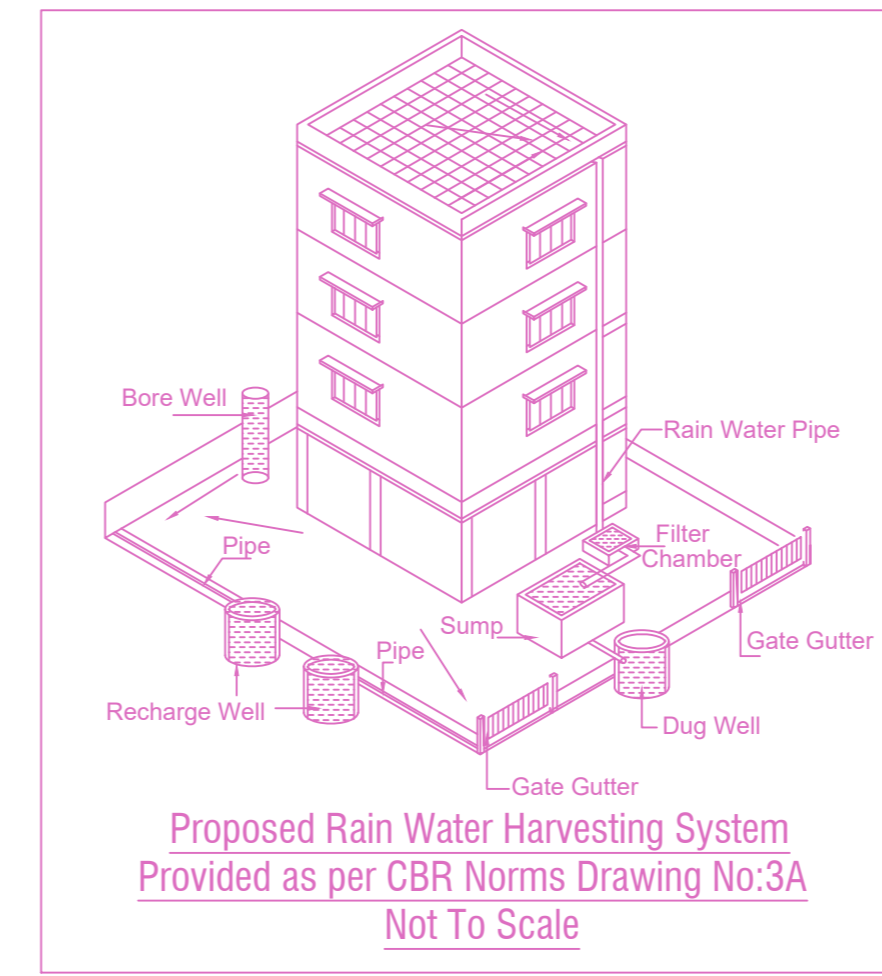 Bore Well
Rain Water Pipe
Filter
Chamber
Pipe
Sump
Gate Gutter
Pipe
Recharge Well
Dug Well
Gate Gutter
Proposed Rain Water Harvesting System
Provided as per CBR Norms Drawing No:3A
Not To Scale